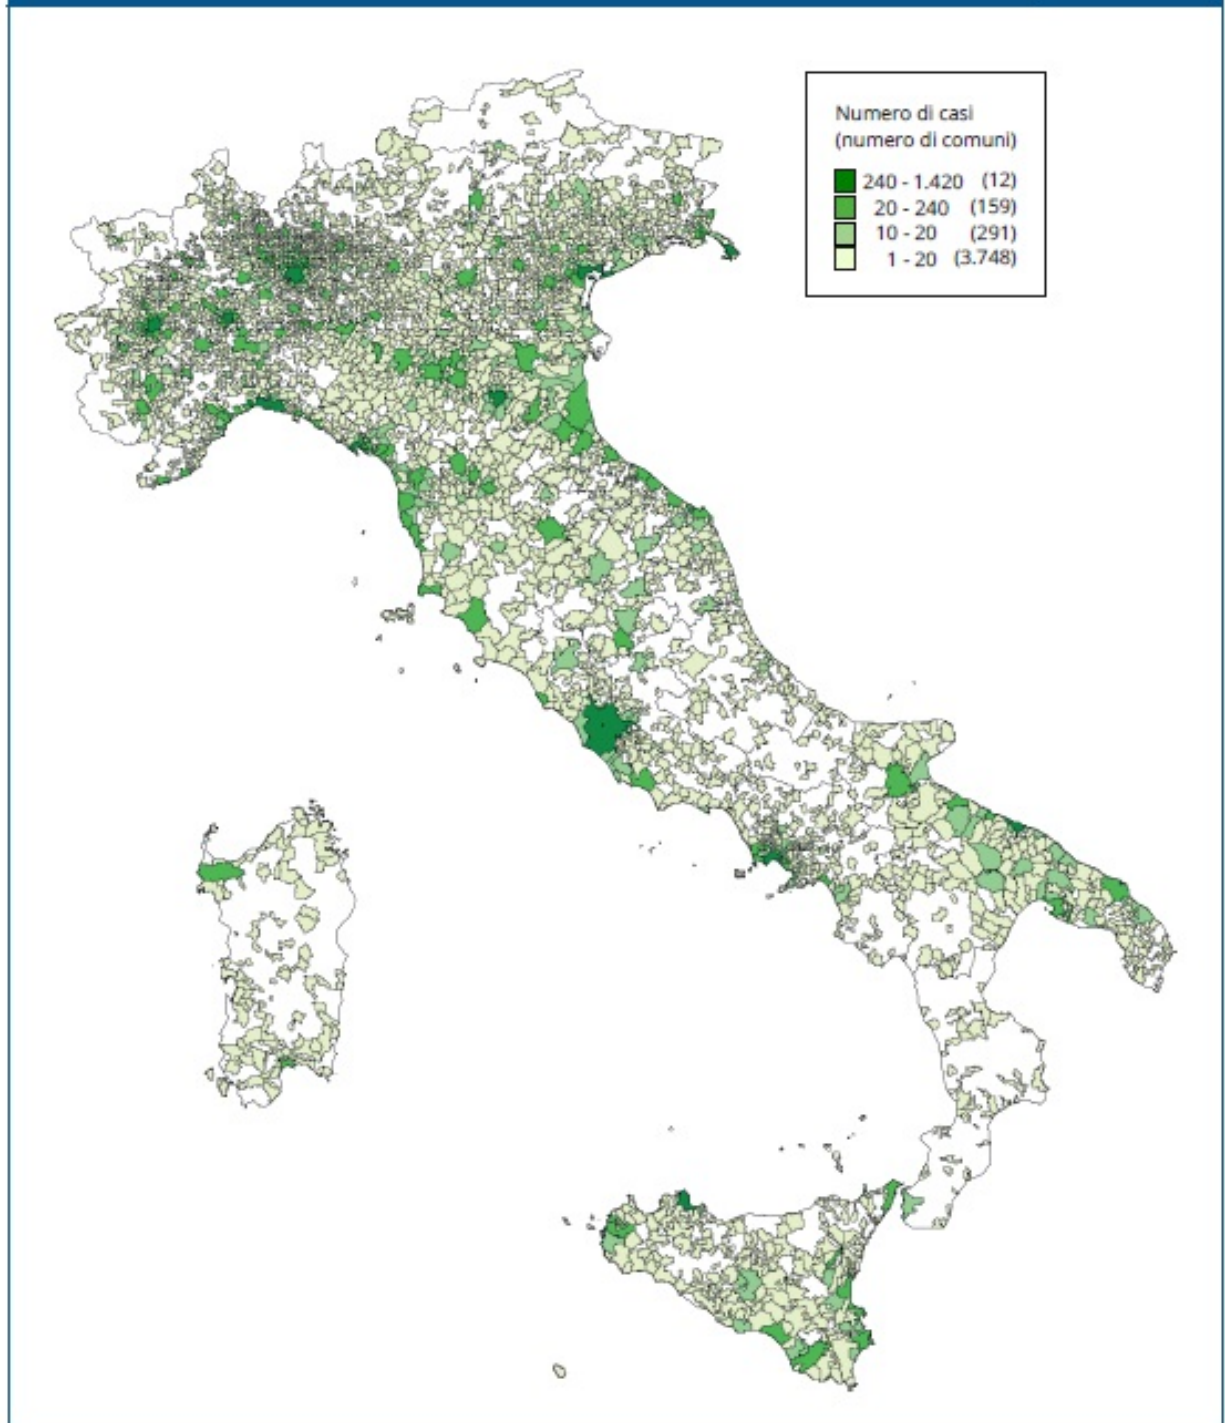 Numero di casi
(numero di comuni)
240 - 1.420 (12)
20 - 240 (159)
10 - 20 (291)
1 - 20 (3.748)